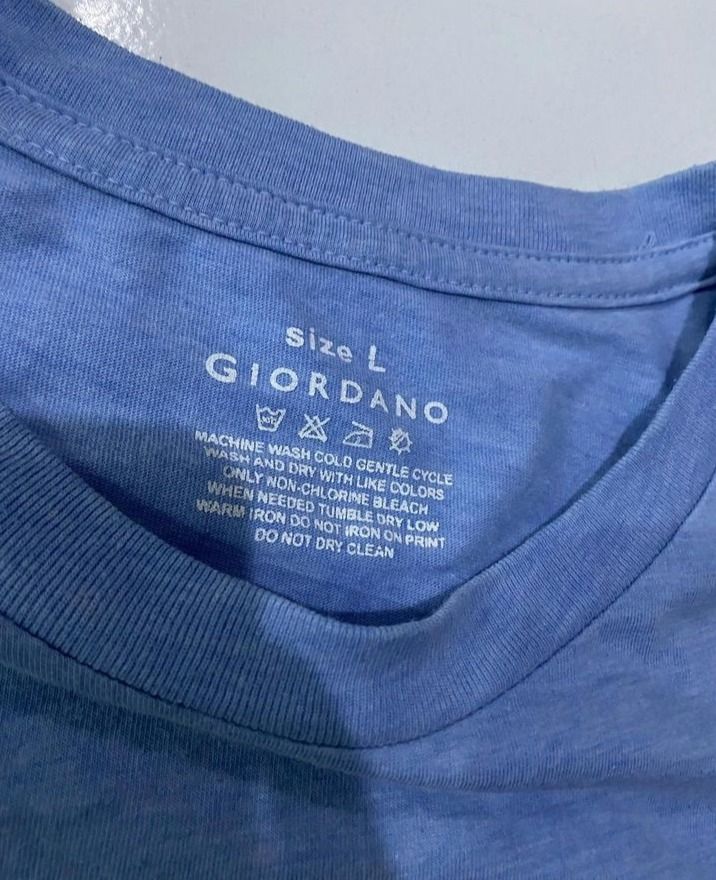 size L
GIORDANO
MACHINE WASH COLD GENTLE CYCLE
WASH AND DRY WITH LIKE COLORS
ONLY NON-CHLORINE BLEACH
WHEN NEEDED TUMBLE DRY LOW
WARM IRON DO NOT IRON ON PRINT
DO NOT DRY CLEAN